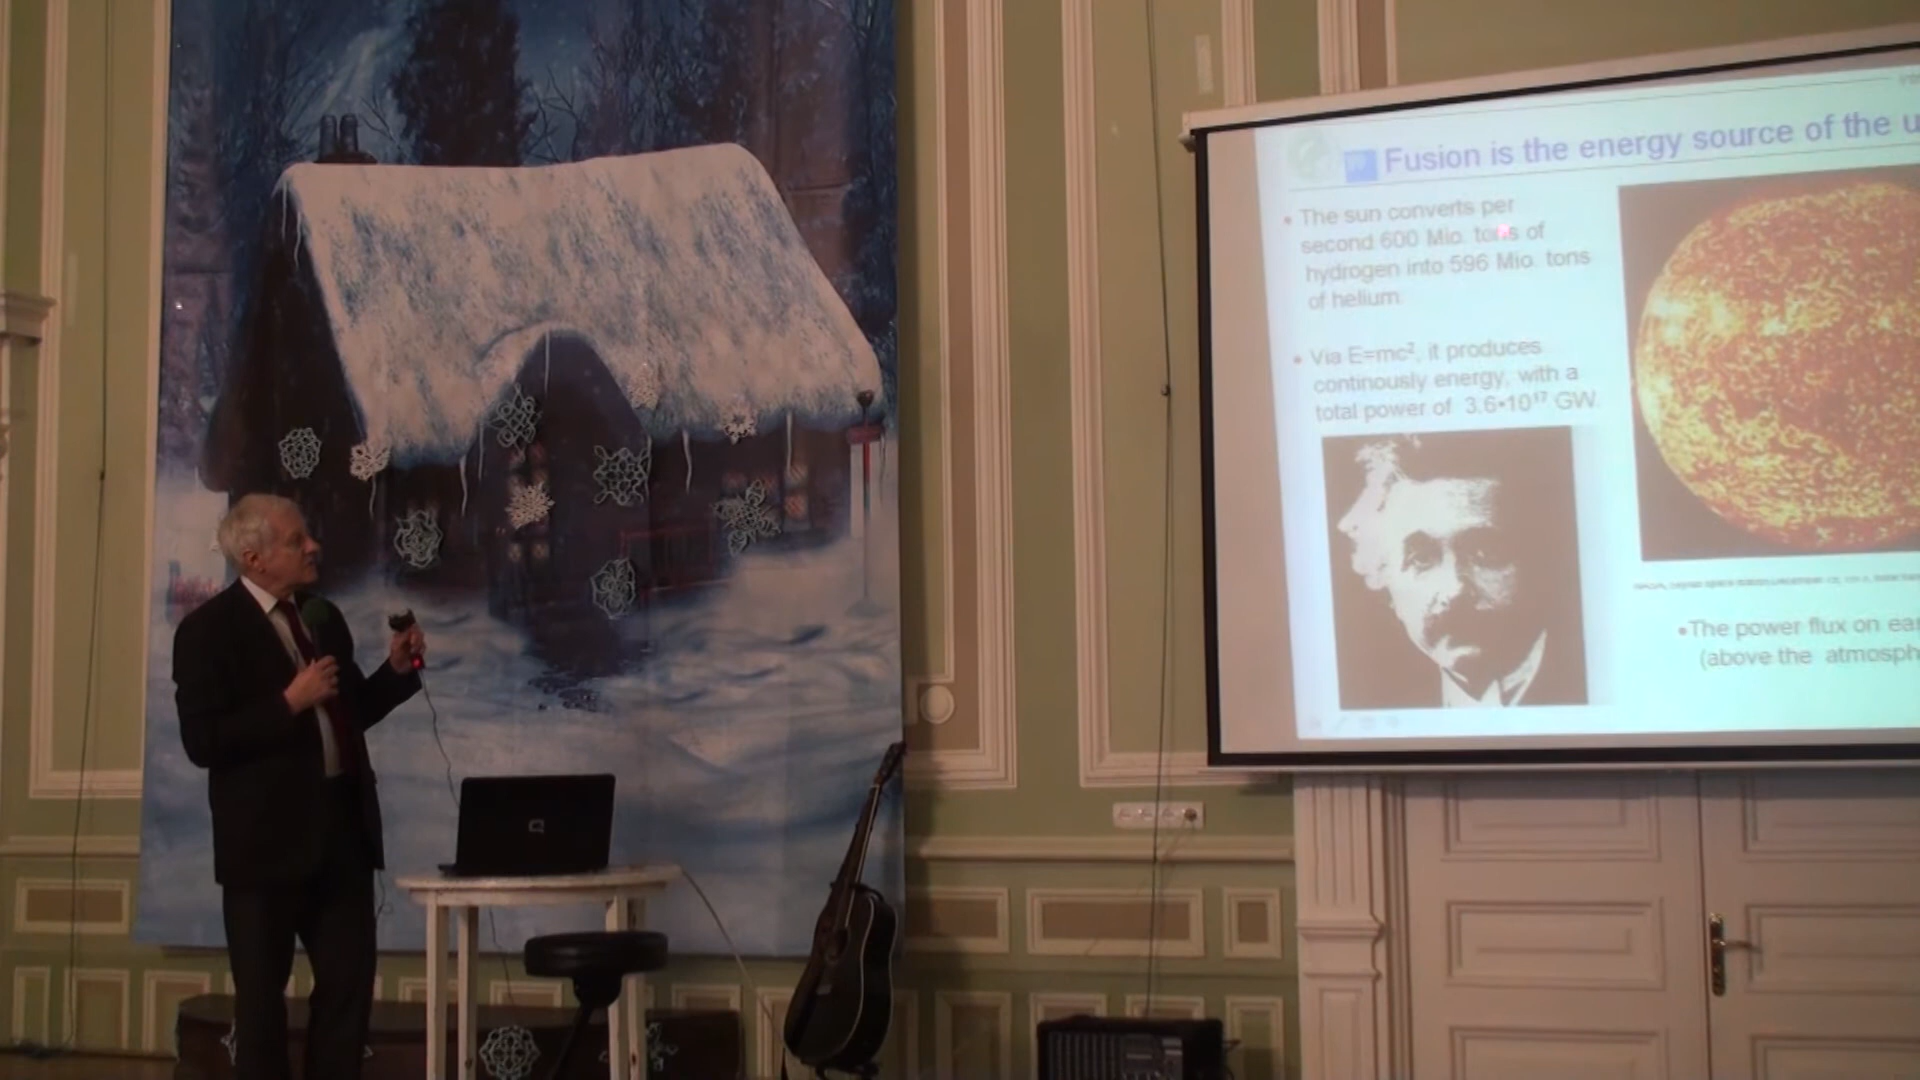 Fusion is the energy source of the u
• The sun converts per
second 600 Mio. tons of
hydrogen into 596 Mio. tons
of helium.
• Via E=mc², it produces
continously energy, with a
total power of 3.6•10¹⁷ GW.
•The power flux on ear
(above the atmosph